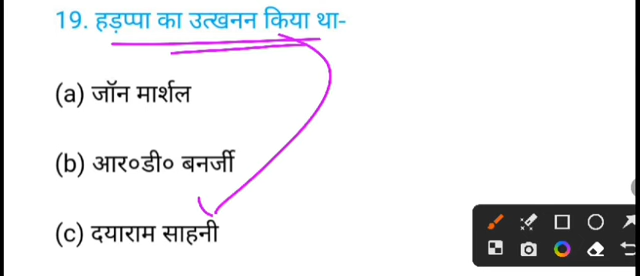 19. हड़प्पा का उत्खनन किया था-
(a) जॉन मार्शल
(b) आर०डी० बनर्जी
(c) दयाराम साहनी